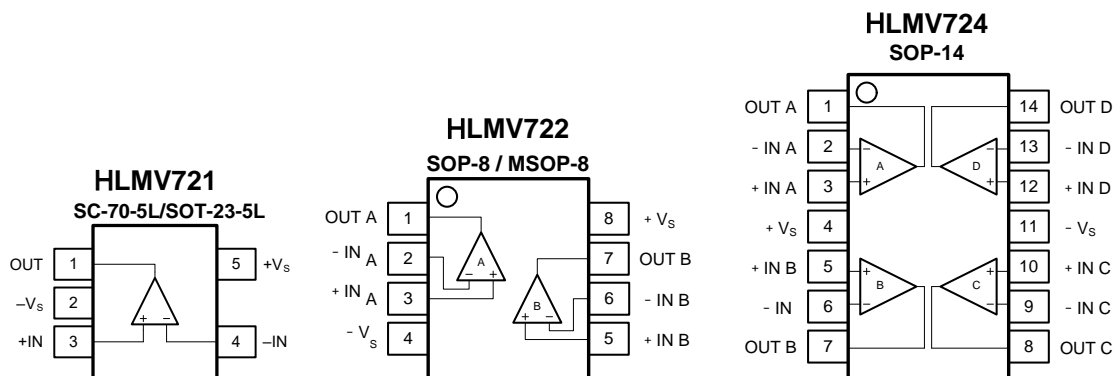 HLMV721
SC-70-5L/SOT-23-5L
OUT 1 5 +VS
–VS 2
+IN 3 + – 4 –IN
HLMV722
SOP-8 / MSOP-8
OUT A 1 8 + VS
- IN A 2 A 7 OUT B
- +
+ IN A 3 B 6 - IN B
+ -
- VS 4 5 + IN B
HLMV724
SOP-14
OUT A 1 14 OUT D
- IN A 2 - - 13 - IN D
A D
+ IN A 3 + + 12 + IN D
+ VS 4 11 - VS
+ IN B 5 + + 10 + IN C
B C
- IN 6 - - 9 - IN C
OUT B 7 8 OUT C